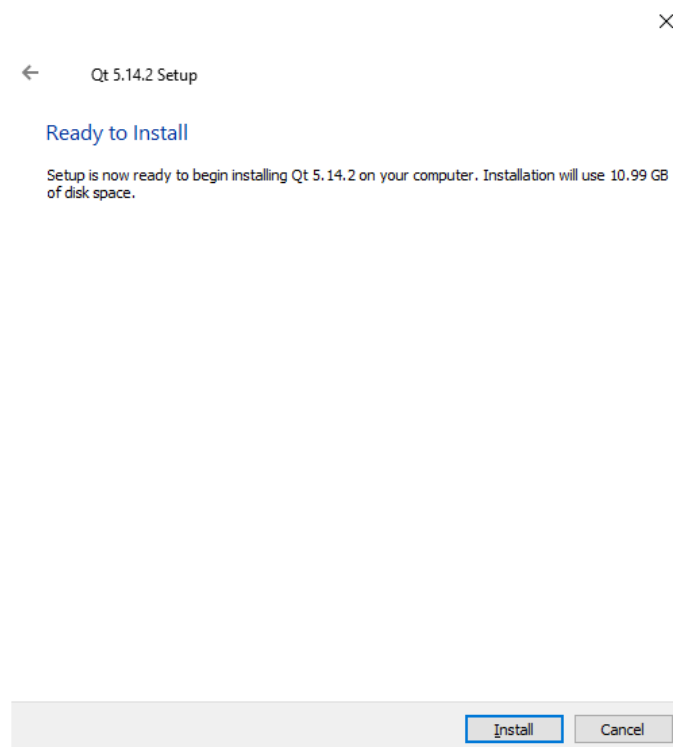 Qt 5.14.2 Setup
Ready to Install
Setup is now ready to begin installing Qt 5.14.2 on your computer. Installation will use 10.99 GB
of disk space.
Install
Cancel